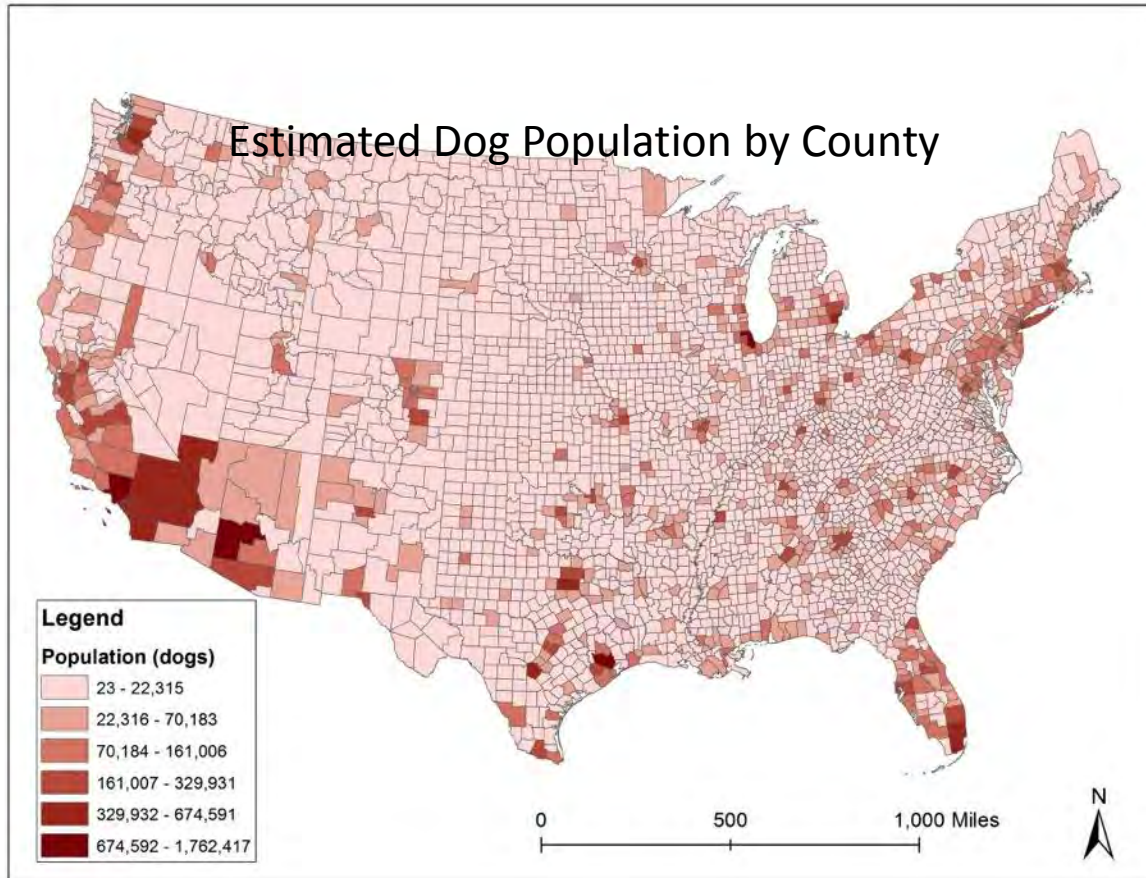 Estimated Dog Population by County
Legend
Population (dogs)
23 - 22,315
22,316 - 70,183
70,184 - 161,006
161,007 - 329,931
329,932 - 674,591
674,592 - 1,762,417
0 500 1,000 Miles
N